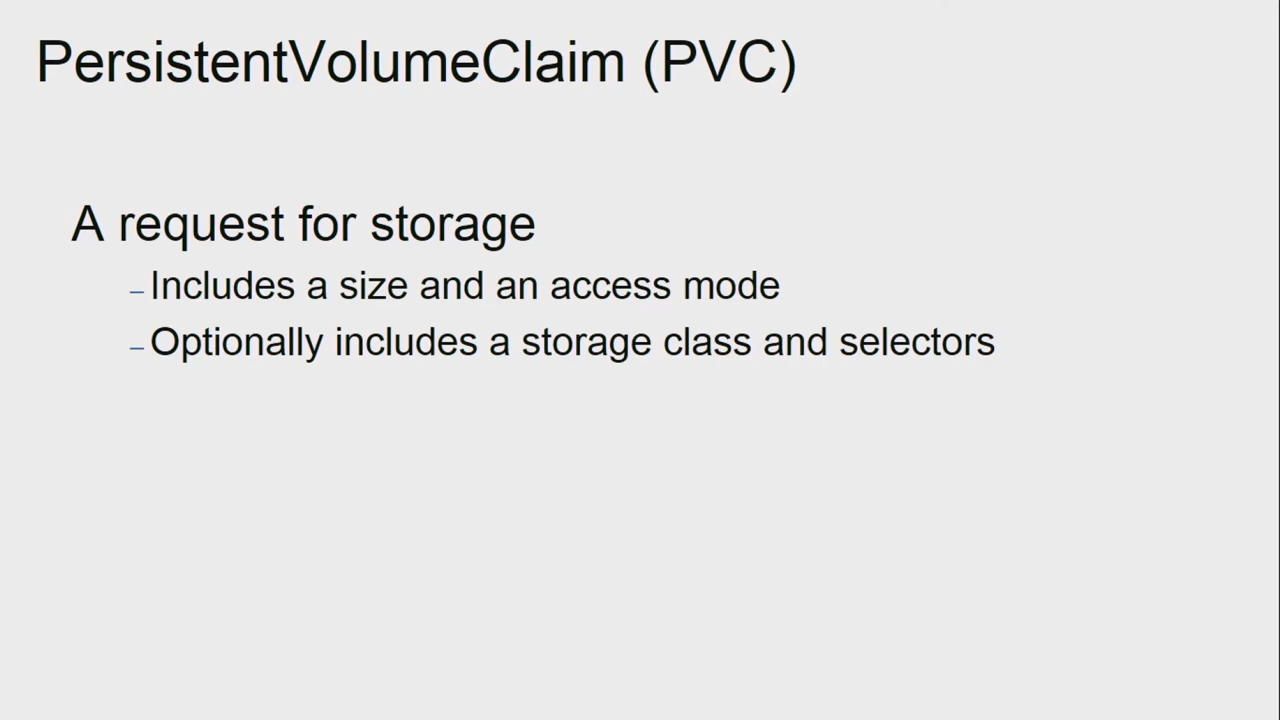 PersistentVolumeClaim (PVC)
A request for storage
– Includes a size and an access mode
– Optionally includes a storage class and selectors